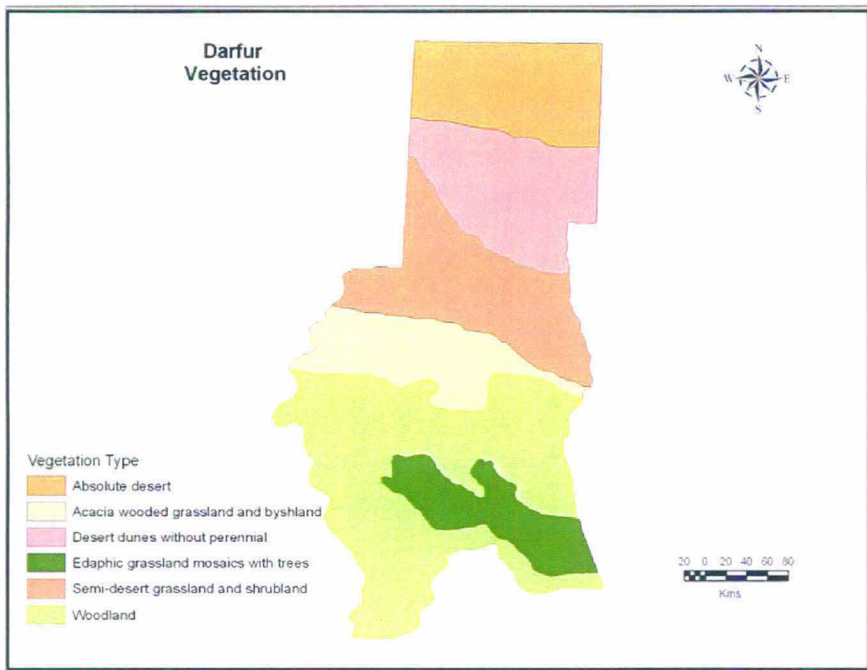 Darfur
Vegetation
N
W E
S
Vegetation Type
Absolute desert
Acacia wooded grassland and byshland
Desert dunes without perennial
Edaphic grassland mosaics with trees
Semi-desert grassland and shrubland
Woodland
20 0 20 40 60 80
Kms